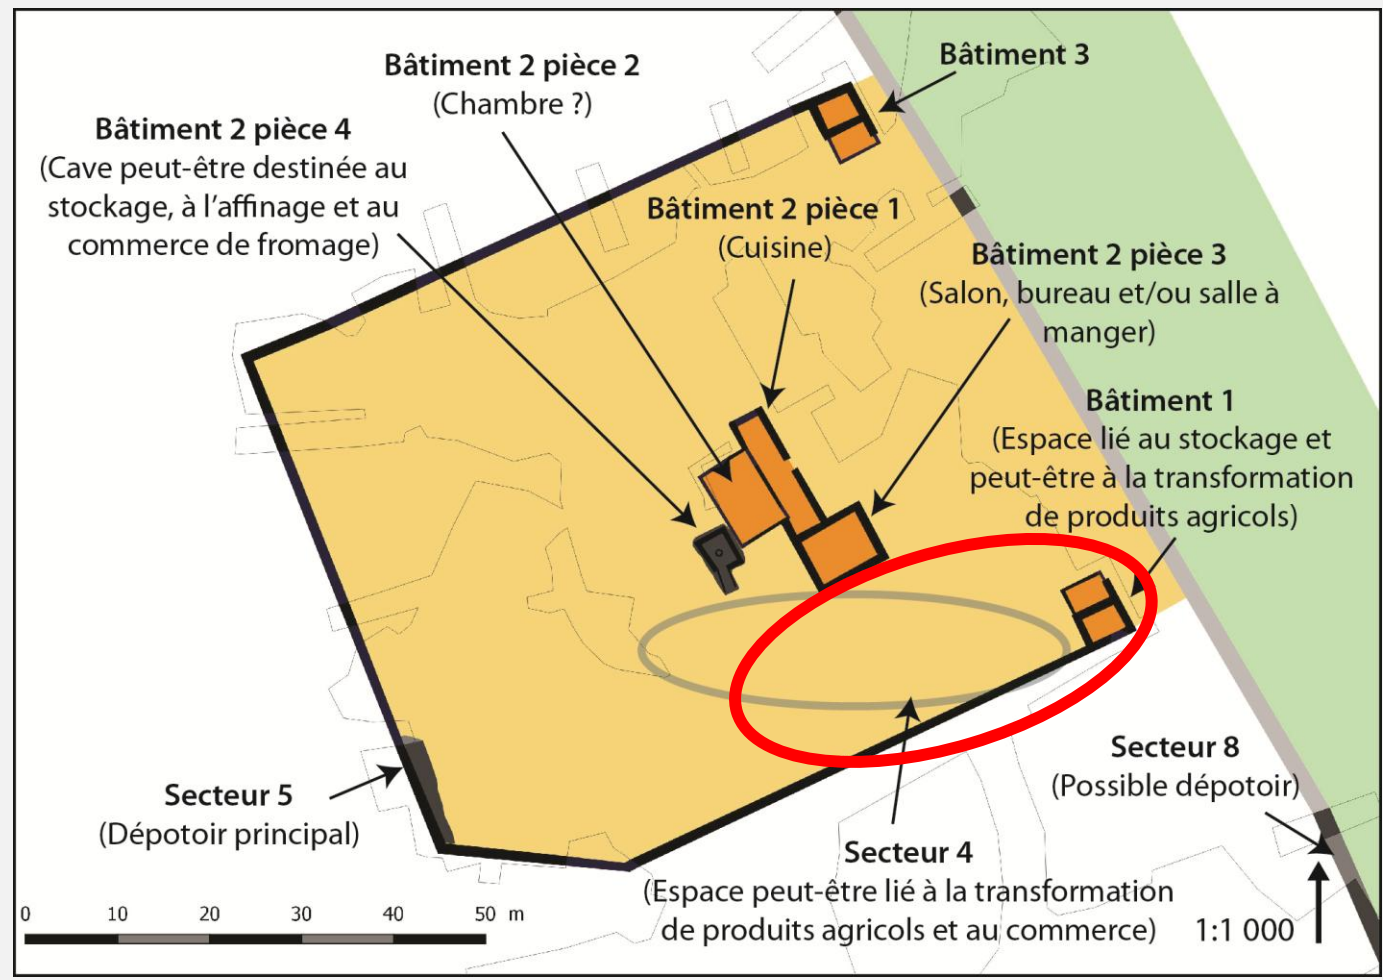 Bâtiment 3
Bâtiment 2 pièce 2
(Chambre ?)
Bâtiment 2 pièce 4
(Cave peut-être destinée au
stockage, à l’affinage et au
commerce de fromage)
Bâtiment 2 pièce 1
(Cuisine)
Bâtiment 2 pièce 3
(Salon, bureau et/ou salle à
manger)
Bâtiment 1
(Espace lié au stockage et
peut-être à la transformation
de produits agricols)
Secteur 8
(Possible dépotoir)
Secteur 5
(Dépotoir principal)
Secteur 4
(Espace peut-être lié à la transformation
de produits agricols et au commerce)
0 10 20 30 40 50 m
1:1 000